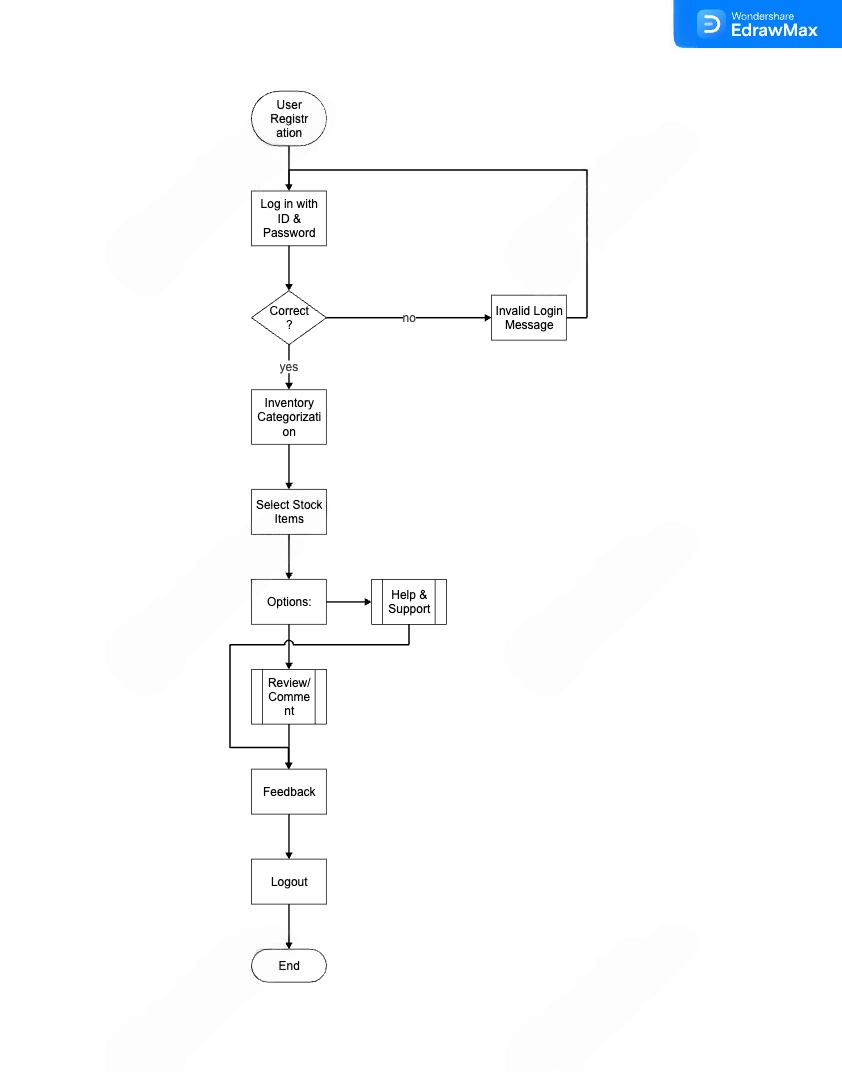 Wondershare
EdrawMax
User
Registr
ation
Log in with
ID &
Password
Correct
?
no
Invalid Login
Message
yes
Inventory
Categorizati
on
Select Stock
Items
Options:
Help &
Support
Review/
Comme
nt
Feedback
Logout
End